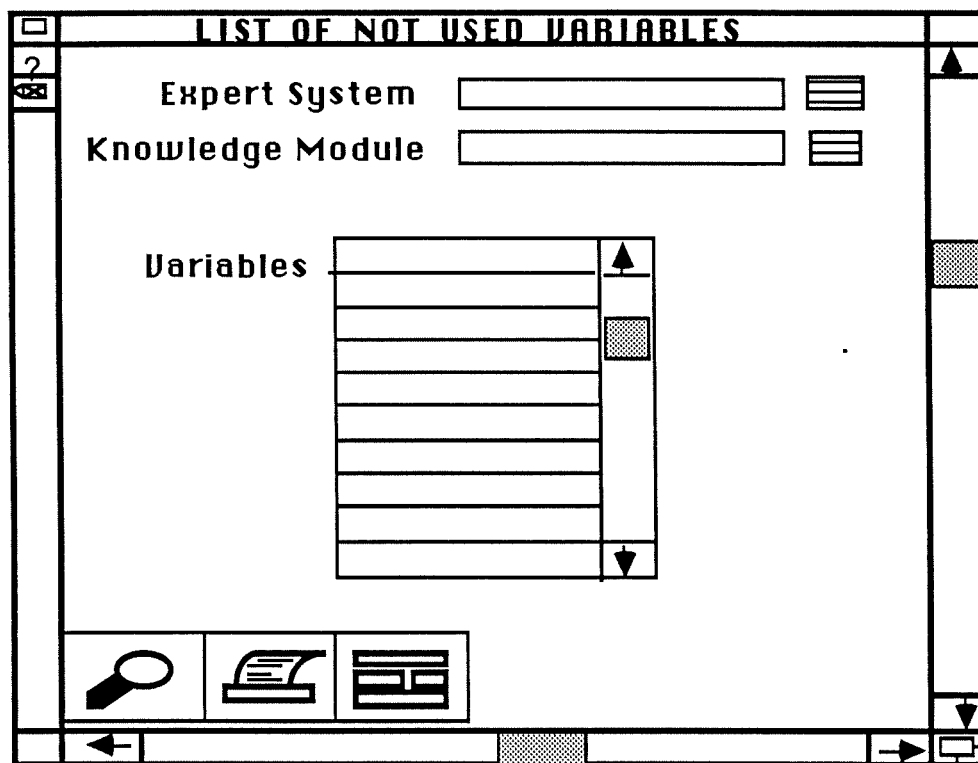 LIST OF NOT USED VARIABLES
?
Expert System
Knowledge Module
Variables